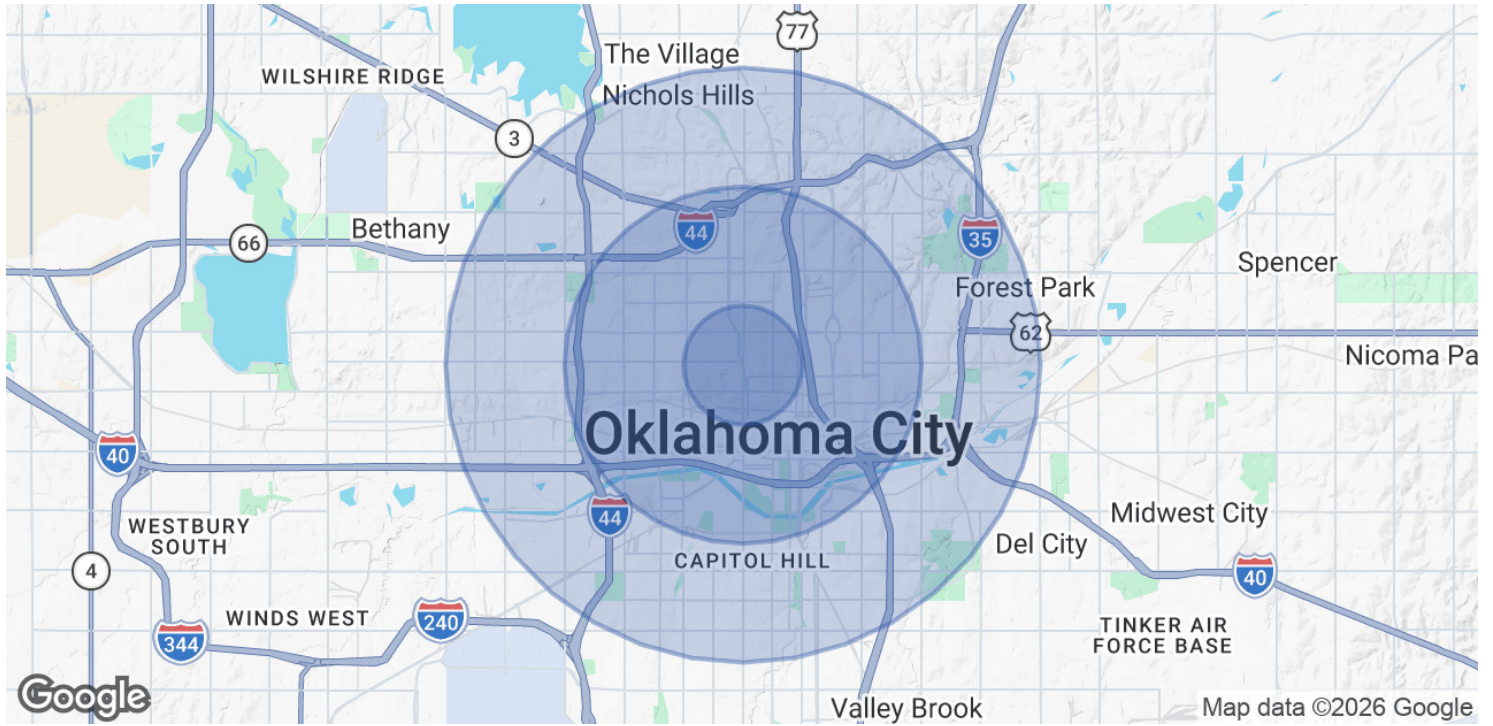 77
The Village
WILSHIRE RIDGE
Nichols Hills
3
44
35
66
Bethany
Spencer
Forest Park
62
Nicoma Pa
Oklahoma City
40
44
WESTBURY
SOUTH
Midwest City
Del City
CAPITOL HILL
4
40
WINDS WEST
240
344
TINKER AIR
FORCE BASE
Google
Valley Brook
Map data ©2026 Google